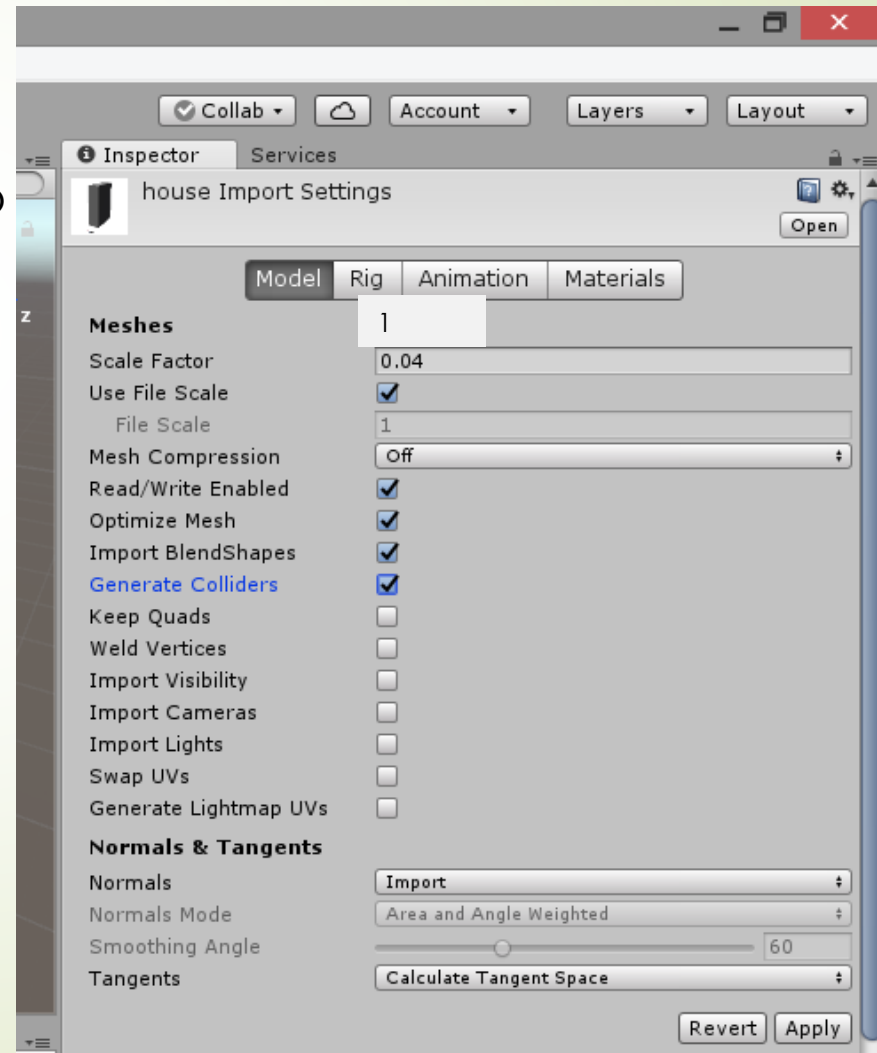 Collab Account Layers Layout
Inspector Services
house Import Settings
Open
Model Rig Animation Materials
z
Meshes 1
Scale Factor 0.04
Use File Scale
File Scale 1
Mesh Compression Off
Read/Write Enabled
Optimize Mesh
Import BlendShapes
Generate Colliders
Keep Quads
Weld Vertices
Import Visibility
Import Cameras
Import Lights
Swap UVs
Generate Lightmap UVs
Normals & Tangents
Normals Import
Normals Mode Area and Angle Weighted
Smoothing Angle 60
Tangents Calculate Tangent Space
Revert Apply